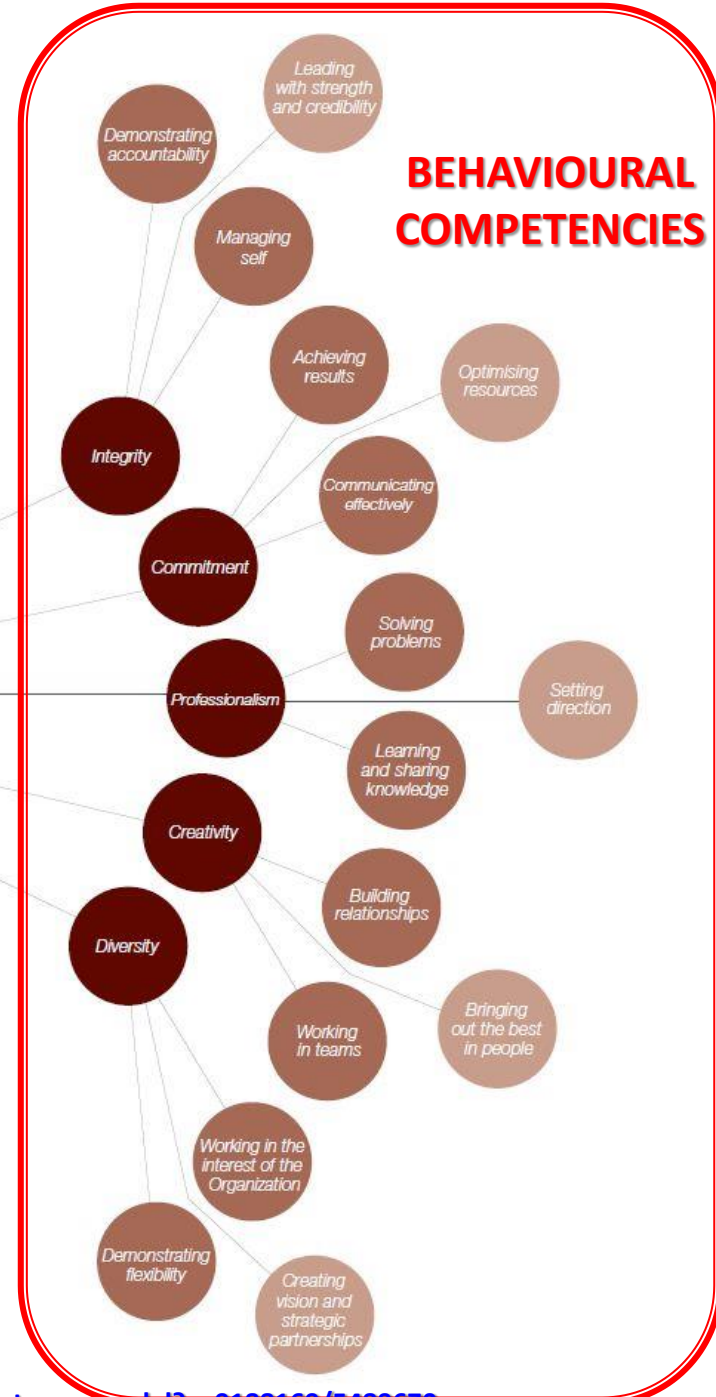 Leading
with strength
and credibility
Demonstrating
accountability
BEHAVIOURAL
COMPETENCIES
Managing
self
Achieving
results
Optimising
resources
Integrity
Communicating
effectively
Commitment
Solving
problems
Professionalism
Setting
direction
Learning
and sharing
knowledge
Creativity
Building
relationships
Diversity
Bringing
out the best
in people
Working
in teams
Working in the
interest of the
Organization
Demonstrating
flexibility
Creating
vision and
strategic
partnerships